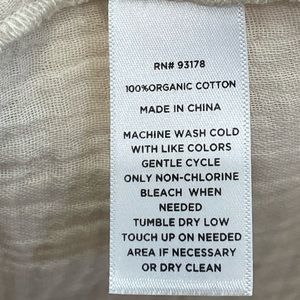 RN# 93178
100%ORGANIC COTTON
MADE IN CHINA
MACHINE WASH COLD
WITH LIKE COLORS
GENTLE CYCLE
ONLY NON-CHLORINE
BLEACH WHEN
NEEDED
TUMBLE DRY LOW
TOUCH UP ON NEEDED
AREA IF NECESSARY
OR DRY CLEAN